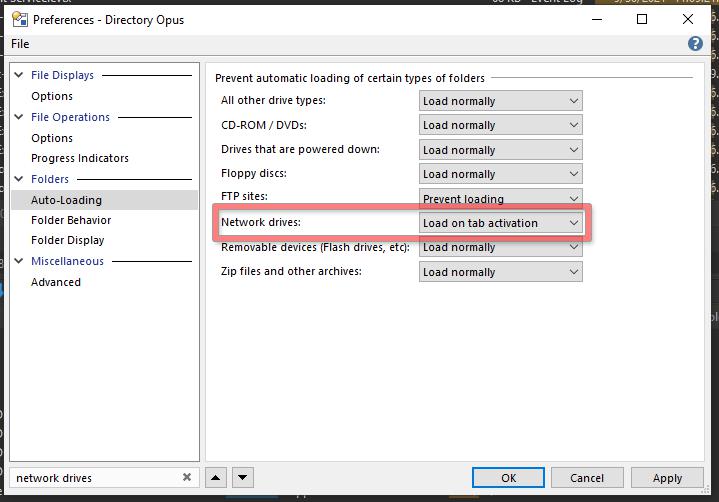 Preferences - Directory Opus
File
File Displays
Options
File Operations
Options
Progress Indicators
Folders
Auto-Loading
Folder Behavior
Folder Display
Miscellaneous
Advanced
Prevent automatic loading of certain types of folders
All other drive types: Load normally
CD-ROM / DVDs: Load normally
Drives that are powered down: Load normally
Floppy discs: Load normally
FTP sites: Prevent loading
Network drives: Load on tab activation
Removable devices (Flash drives, etc): Load normally
Zip files and other archives: Load normally
network drives
OK
Cancel
Apply